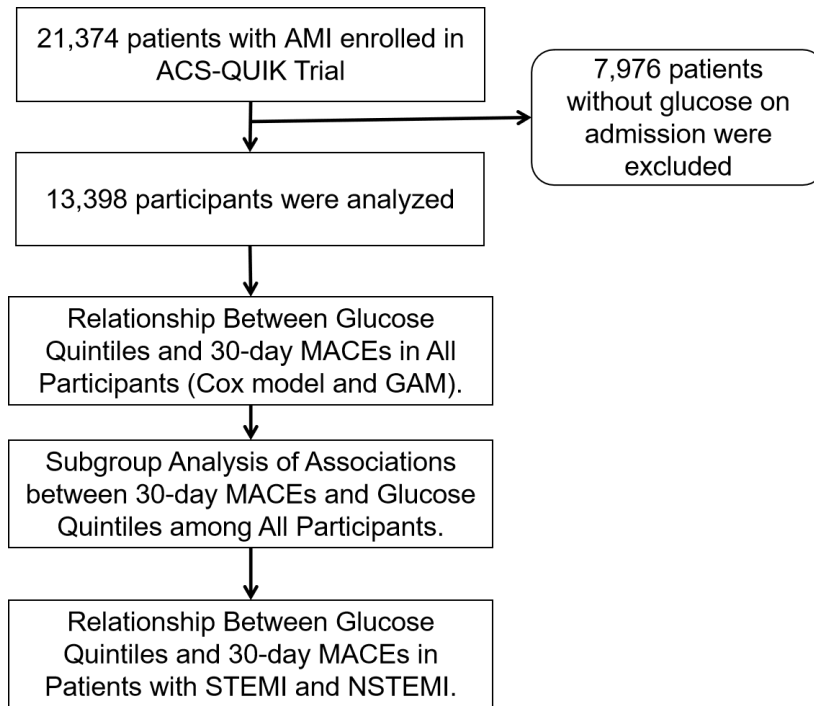 21,374 patients with AMI enrolled in
ACS-QUIK Trial
7,976 patients
without glucose on
admission were
excluded
13,398 participants were analyzed
Relationship Between Glucose
Quintiles and 30-day MACEs in All
Participants (Cox model and GAM).
Subgroup Analysis of Associations
between 30-day MACEs and Glucose
Quintiles among All Participants.
Relationship Between Glucose
Quintiles and 30-day MACEs in
Patients with STEMI and NSTEMI.